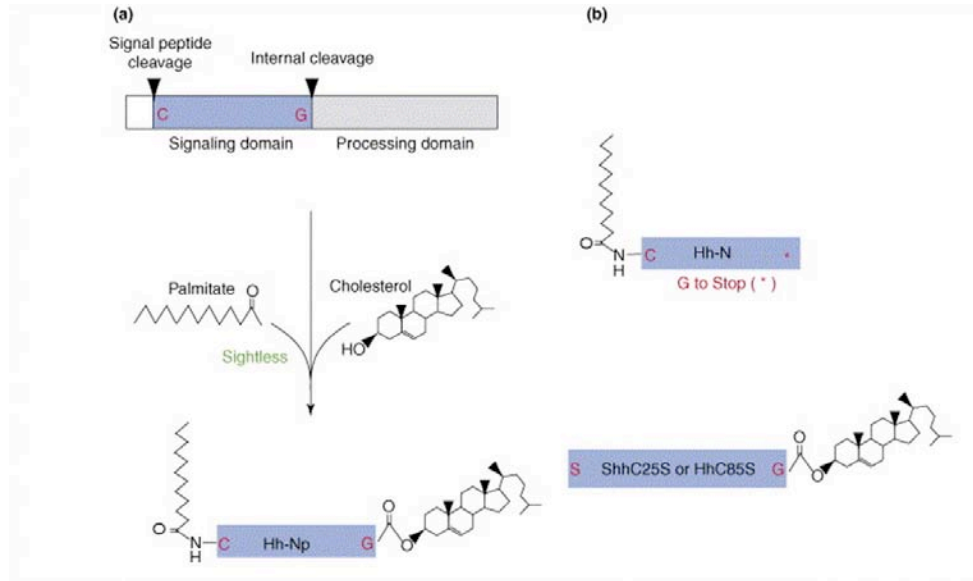 (a)
Signal peptide
cleavage
Internal cleavage
C
G
Signaling domain
Processing domain
Palmitate
O
Cholesterol
HO
Sightless
O
N
H
C
Hh-Np
G
O
O
(b)
O
N
H
C
Hh-N
*
G to Stop ( * )
S
ShhC25S or HhC85S
G
O
O